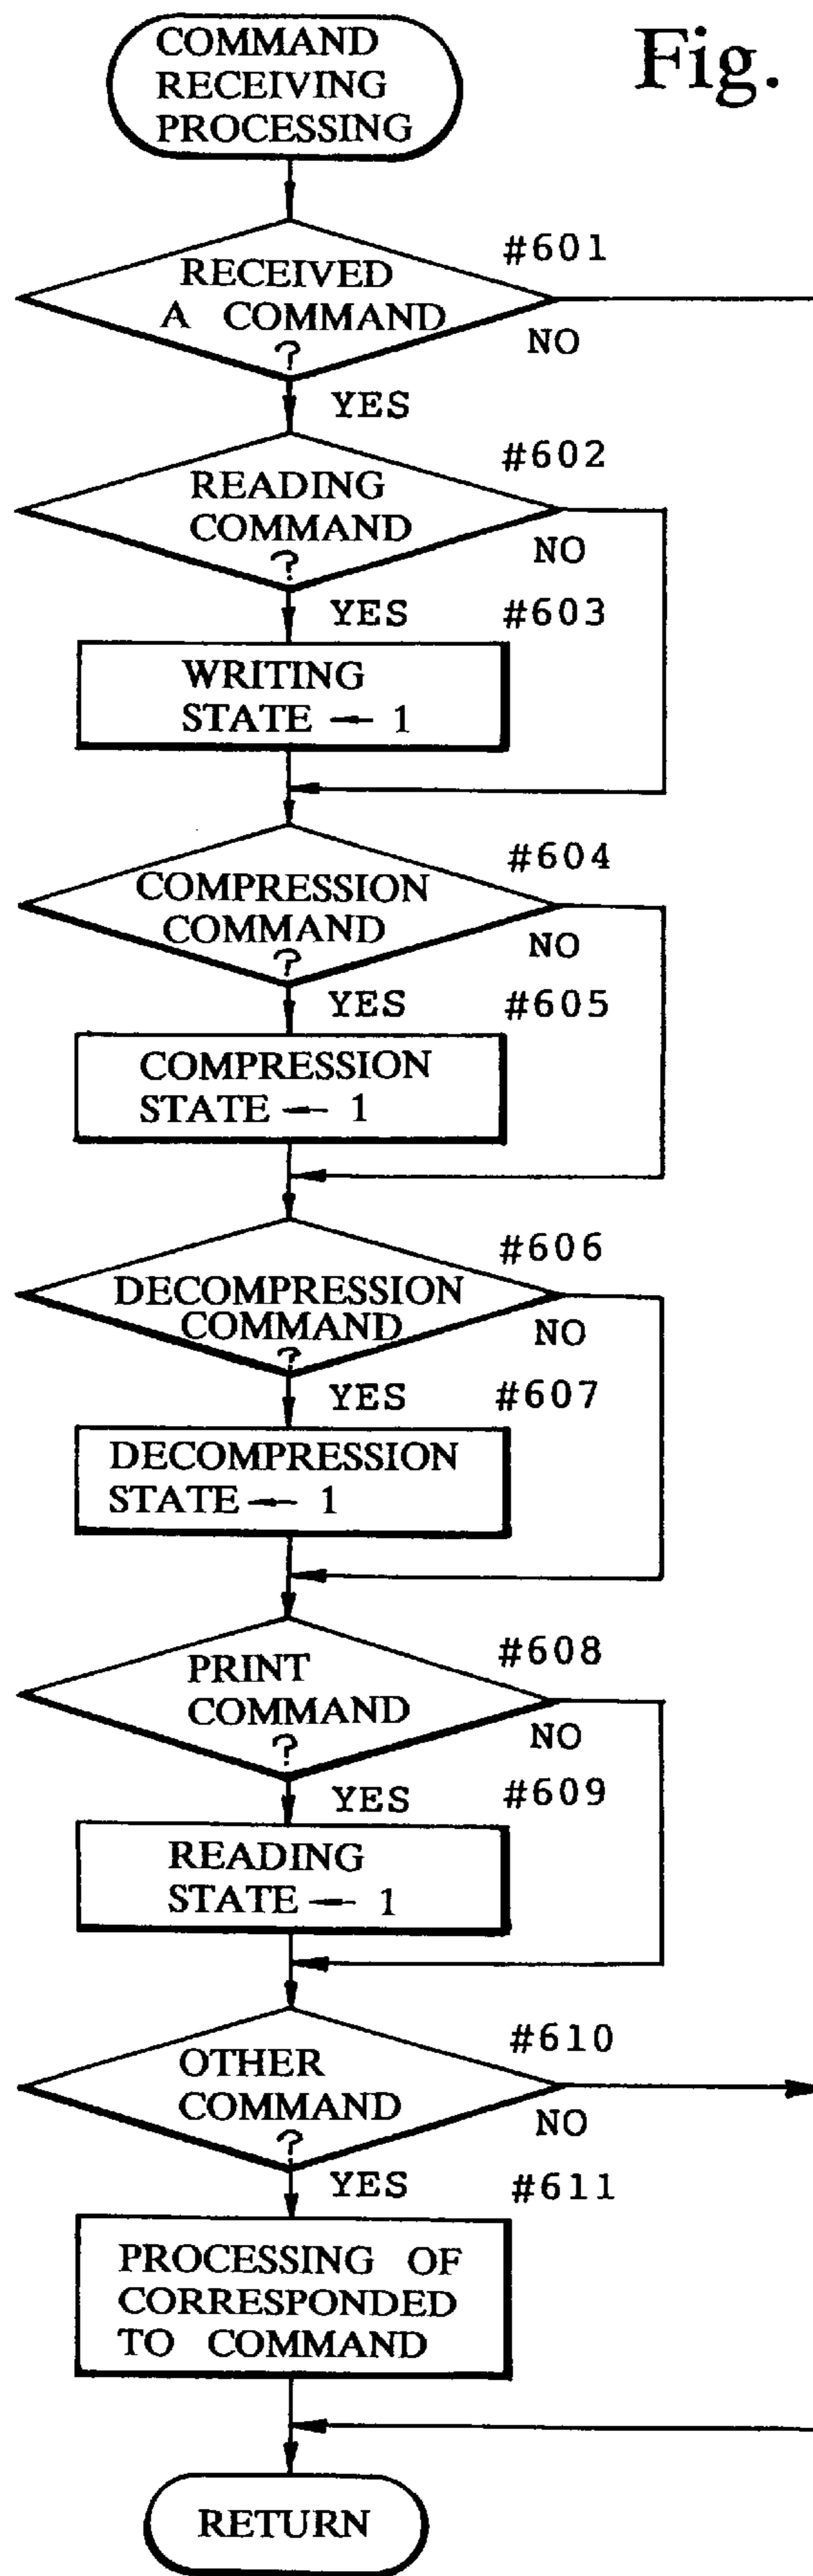 COMMAND
RECEIVING
PROCESSING
Fig.
#601
RECEIVED
A COMMAND
?
NO
YES
#602
READING
COMMAND
?
NO
YES
#603
WRITING
STATE ← 1
#604
COMPRESSION
COMMAND
?
NO
YES
#605
COMPRESSION
STATE ← 1
#606
DECOMPRESSION
COMMAND
?
NO
YES
#607
DECOMPRESSION
STATE ← 1
#608
PRINT
COMMAND
?
NO
YES
#609
READING
STATE ← 1
#610
OTHER
COMMAND
?
NO
YES
#611
PROCESSING OF
CORRESPONDED
TO COMMAND
RETURN